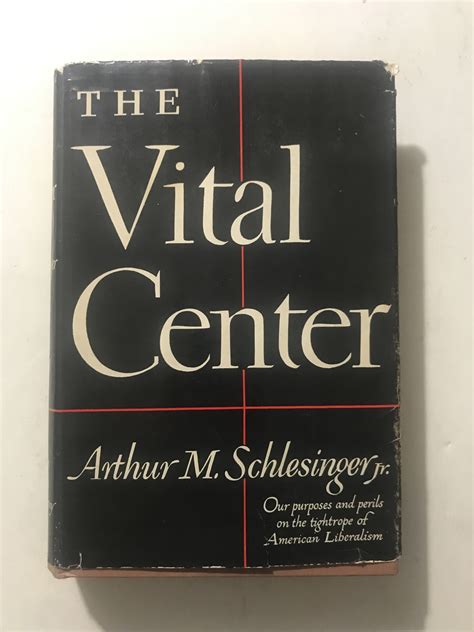 THE
Vital
Center
Arthur M. Schlesinger Jr.
Our purposes and perils
on the tightrope of
American Liberalism